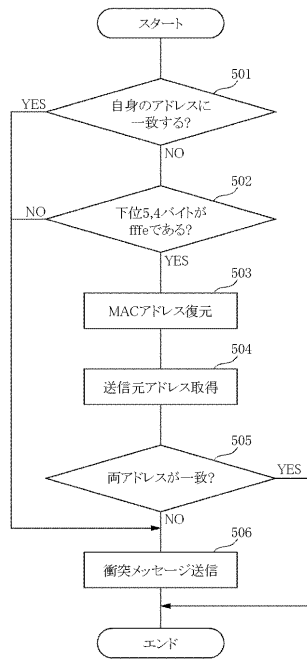 スタート
501
自身のアドレスに
一致する?
YES
NO
502
下位5,4バイトが
fffeである?
NO
YES
503
MACアドレス復元
504
送信元アドレス取得
505
両アドレスが一致?
YES
NO
506
衝突メッセージ送信
エンド